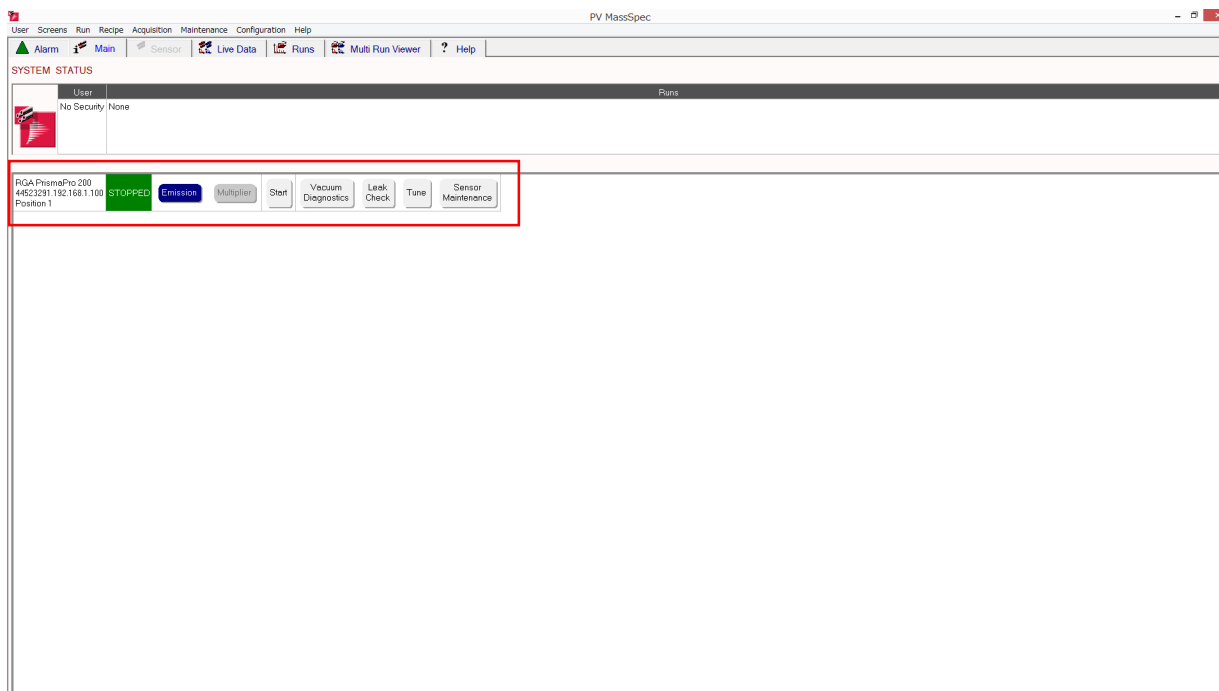 PV MassSpec
User Screens Run Recipe Acquisition Maintenance Configuration Help
Alarm Main Sensor Live Data Runs Multi Run Viewer ? Help
SYSTEM STATUS
User Runs
No Security None
RGA PrismaPro 200
44523291.192.168.1.100
Position 1
STOPPED
Emission
Multiplier
Start
Vacuum
Diagnostics
Leak
Check
Tune
Sensor
Maintenance